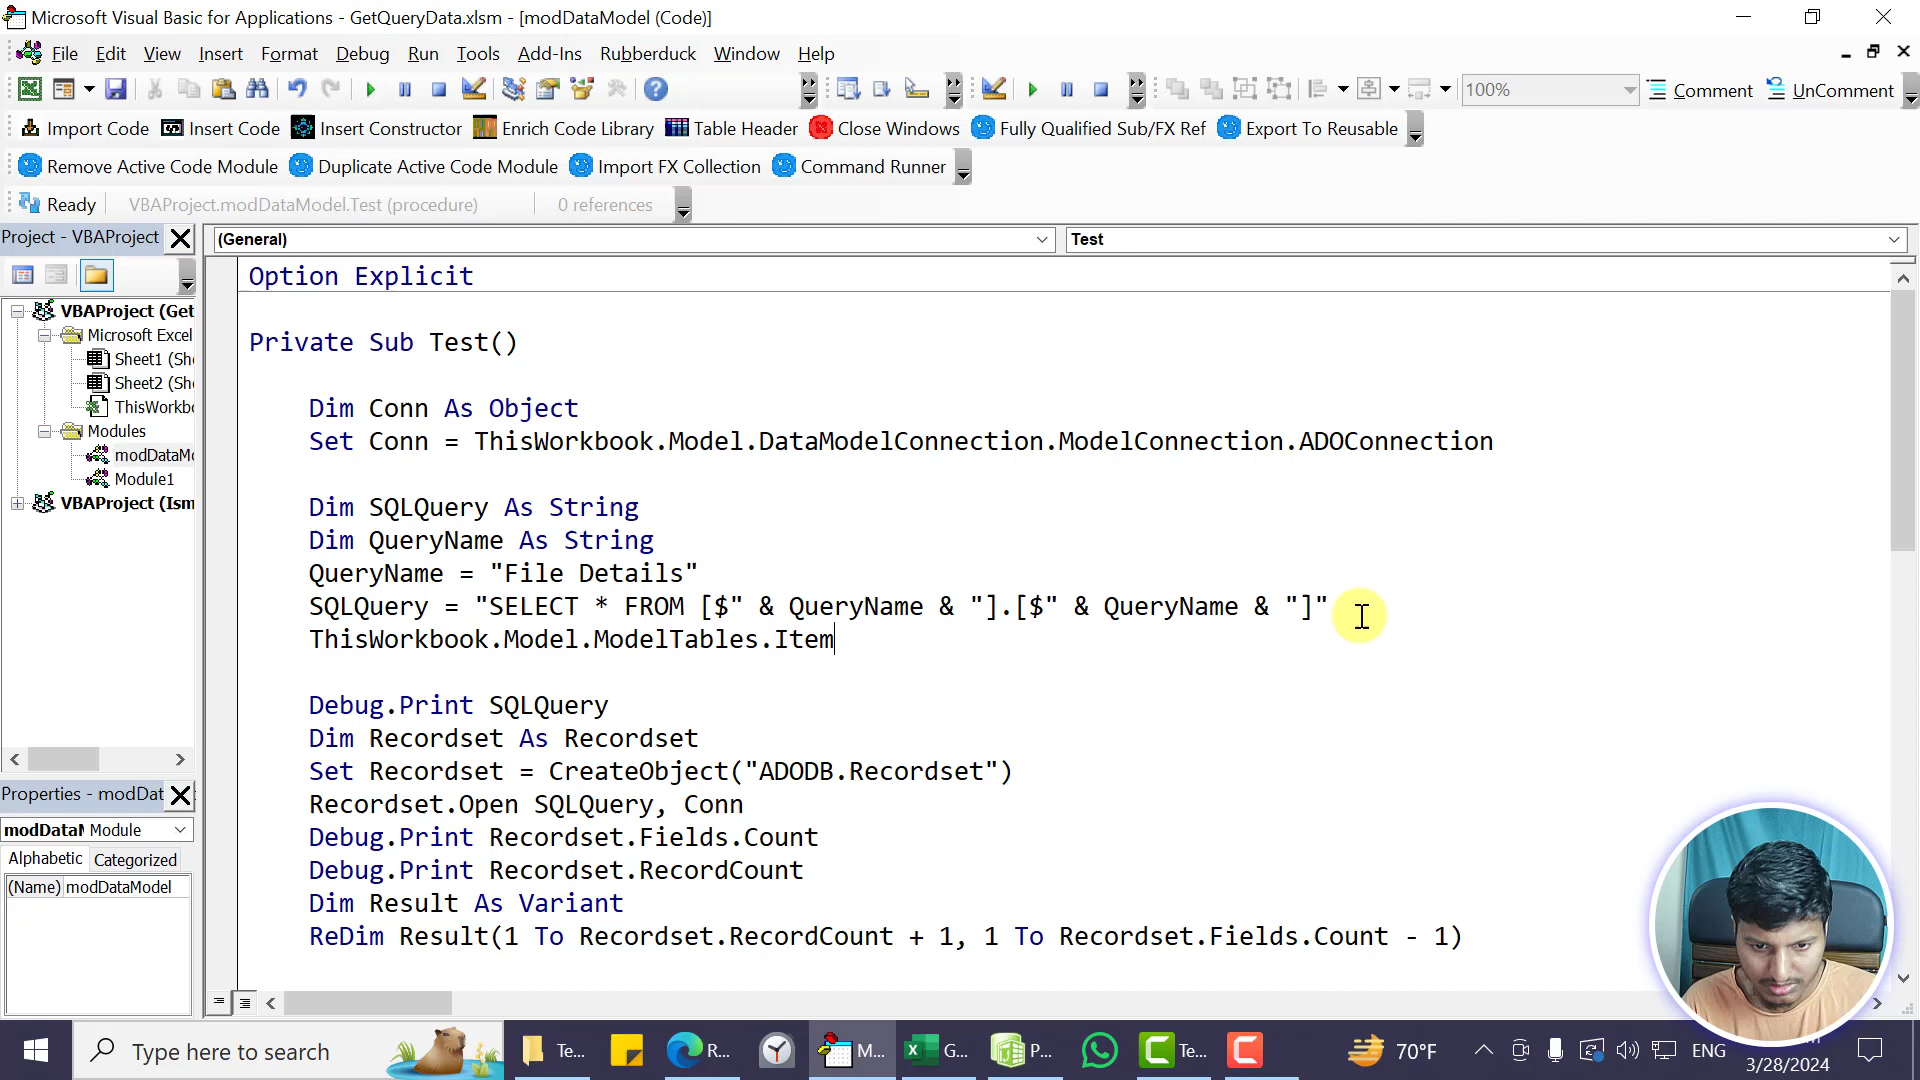 Microsoft Visual Basic for Applications - GetQueryData.xlsm - [modDataModel (Code)]
File Edit View Insert Format Debug Run Tools Add-Ins Rubberduck Window Help
100% Comment UnComment
Import Code Insert Code Insert Constructor Enrich Code Library Table Header Close Windows Fully Qualified Sub/FX Ref Export To Reusable
Remove Active Code Module Duplicate Active Code Module Import FX Collection Command Runner
Ready VBAProject.modDataModel.Test (procedure) 0 references
Project - VBAProject
(General) Test
VBAProject (Get
Microsoft Excel
Sheet1 (She
Sheet2 (She
ThisWorkbo
Modules
modDataMo
Module1
VBAProject (Ism
Properties - modDat
modDataM Module
Alphabetic Categorized
(Name) modDataModel
Option Explicit
Private Sub Test()
Dim Conn As Object
Set Conn = ThisWorkbook.Model.DataModelConnection.ModelConnection.ADOConnection
Dim SQLQuery As String
Dim QueryName As String
QueryName = "File Details"
SQLQuery = "SELECT * FROM [$" & QueryName & "].[$" & QueryName & "]"
ThisWorkbook.Model.ModelTables.Item
Debug.Print SQLQuery
Dim Recordset As Recordset
Set Recordset = CreateObject("ADODB.Recordset")
Recordset.Open SQLQuery, Conn
Debug.Print Recordset.Fields.Count
Debug.Print Recordset.RecordCount
Dim Result As Variant
ReDim Result(1 To Recordset.RecordCount + 1, 1 To Recordset.Fields.Count - 1)
Type here to search Te... R... M... G... P... Te... 70°F ENG
3/28/2024